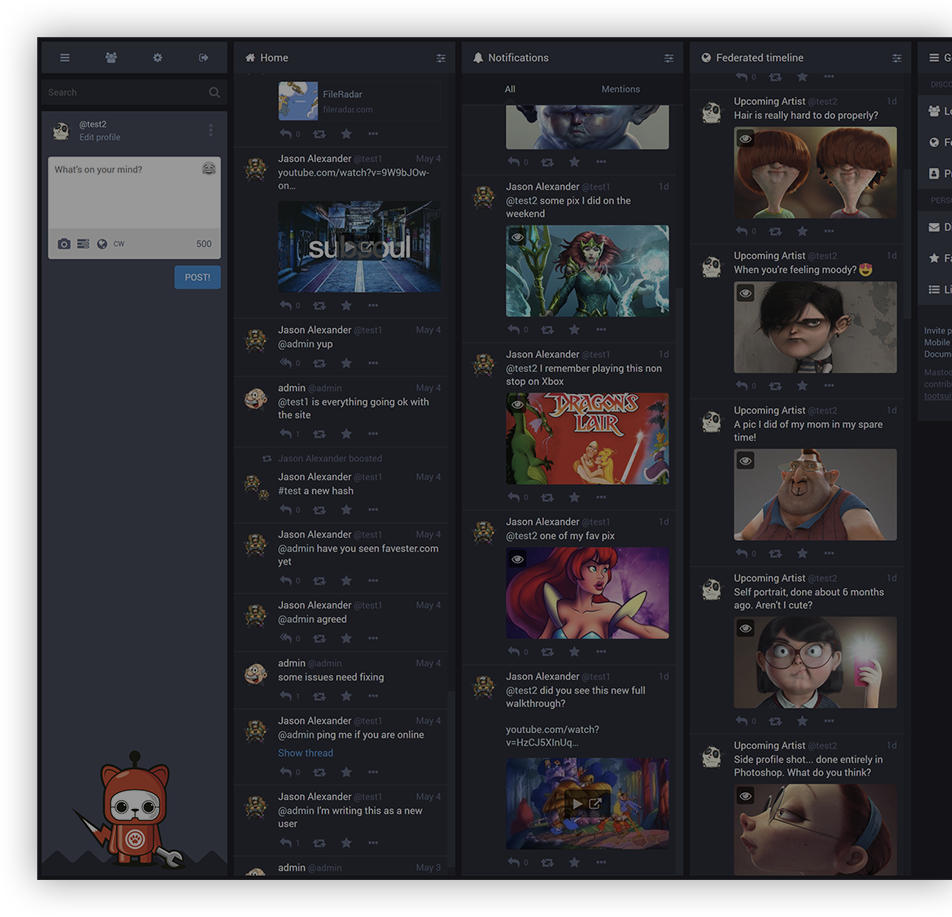 Search
@test2
Edit profile
What's on your mind?
CW
500
POST!
Home
FileRadar
fileradar.com
0
Jason Alexander @test1 May 4
youtube.com/watch?v=9W9bJOw-
on...
subsoul
0
Jason Alexander @test1 May 4
@admin yup
0
admin @admin May 4
@test1 is everything going ok with
the site
1
Jason Alexander boosted
Jason Alexander @test1 May 4
#test a new hash
0
Jason Alexander @test1 May 4
@admin have you seen favester.com
yet
0
Jason Alexander @test1 May 4
@admin agreed
0
admin @admin May 4
some issues need fixing
1
Jason Alexander @test1 May 4
@admin ping me if you are online
Show thread
0
Jason Alexander @test1 May 4
@admin I'm writing this as a new
user
1
admin @admin May 3
Notifications
All Mentions
0
Jason Alexander @test1 1d
@test2 some pix I did on the
weekend
0
Jason Alexander @test1 1d
@test2 I remember playing this non
stop on Xbox
DRAGON'S
LAIR
0
Jason Alexander @test1 1d
@test2 one of my fav pix
0
Jason Alexander @test1 1d
@test2 did you see this new full
walkthrough?
youtube.com/watch?
v=HzCJ5XInUq...
0
Federated timeline
0
Upcoming Artist @test2 1d
Hair is really hard to do properly?
0
Upcoming Artist @test2 1d
When you're feeling moody? 😍
0
Upcoming Artist @test2 1d
A pic I did of my mom in my spare
time!
0
Upcoming Artist @test2 1d
Self portrait, done about 6 months
ago. Aren't I cute?
0
Upcoming Artist @test2 1d
Side profile shot... done entirely in
Photoshop. What do you think?
G
DISCO
Lo
Fe
P
PERS
D
Fa
Li
Invite p
Mobile
Docum
Mastod
contrib
tootsui